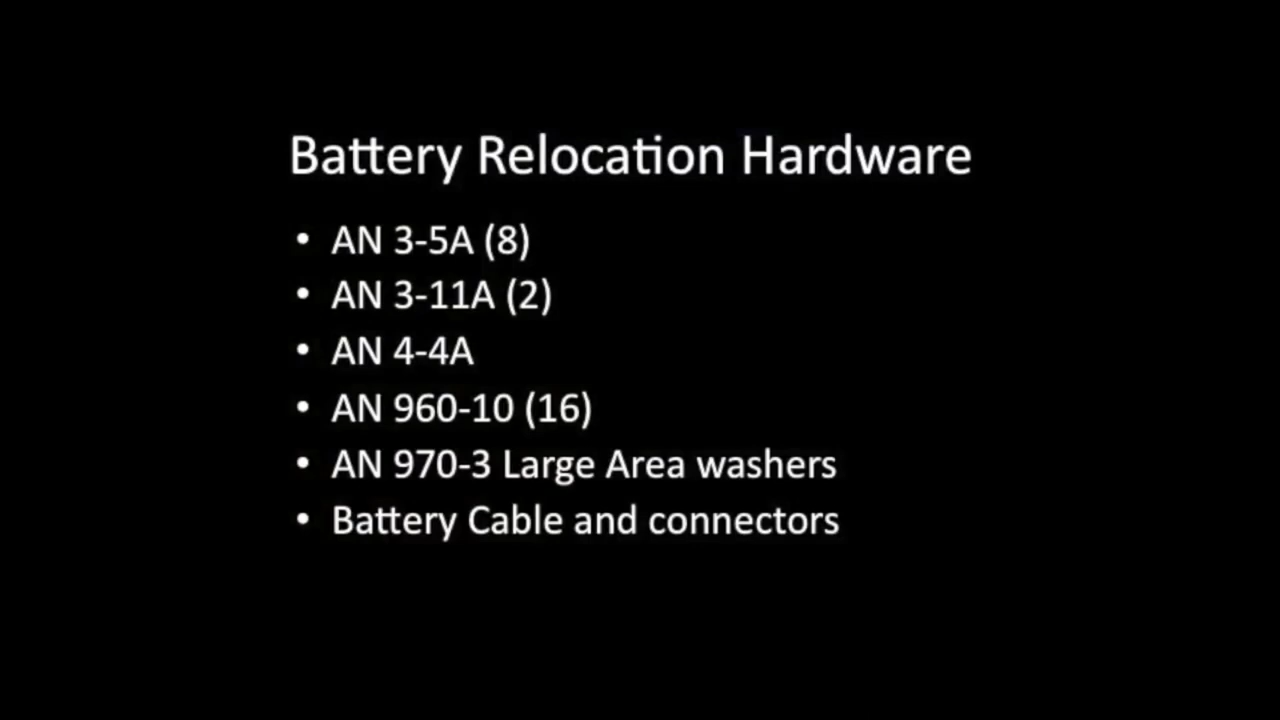 Battery Relocation Hardware
• AN 3-5A (8)
• AN 3-11A (2)
• AN 4-4A
• AN 960-10 (16)
• AN 970-3 Large Area washers
• Battery Cable and connectors